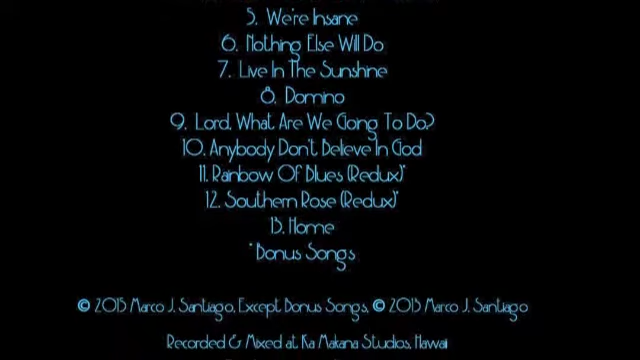 5. We're Insane
6. Nothing Else Will Do
7. Live In The Sunshine
8. Domino
9. Lord, What Are We Going To Do?
10. Anybody Don't Believe In God
11. Rainbow Of Blues (Redux)*
12. Southern Rose (Redux)*
13. Home
*Bonus Songs
© 2015 Marco J. Santiago, Except Bonus Songs, © 2013 Marco J. Santiago
Recorded & Mixed at Ka Makana Studios, Hawaii